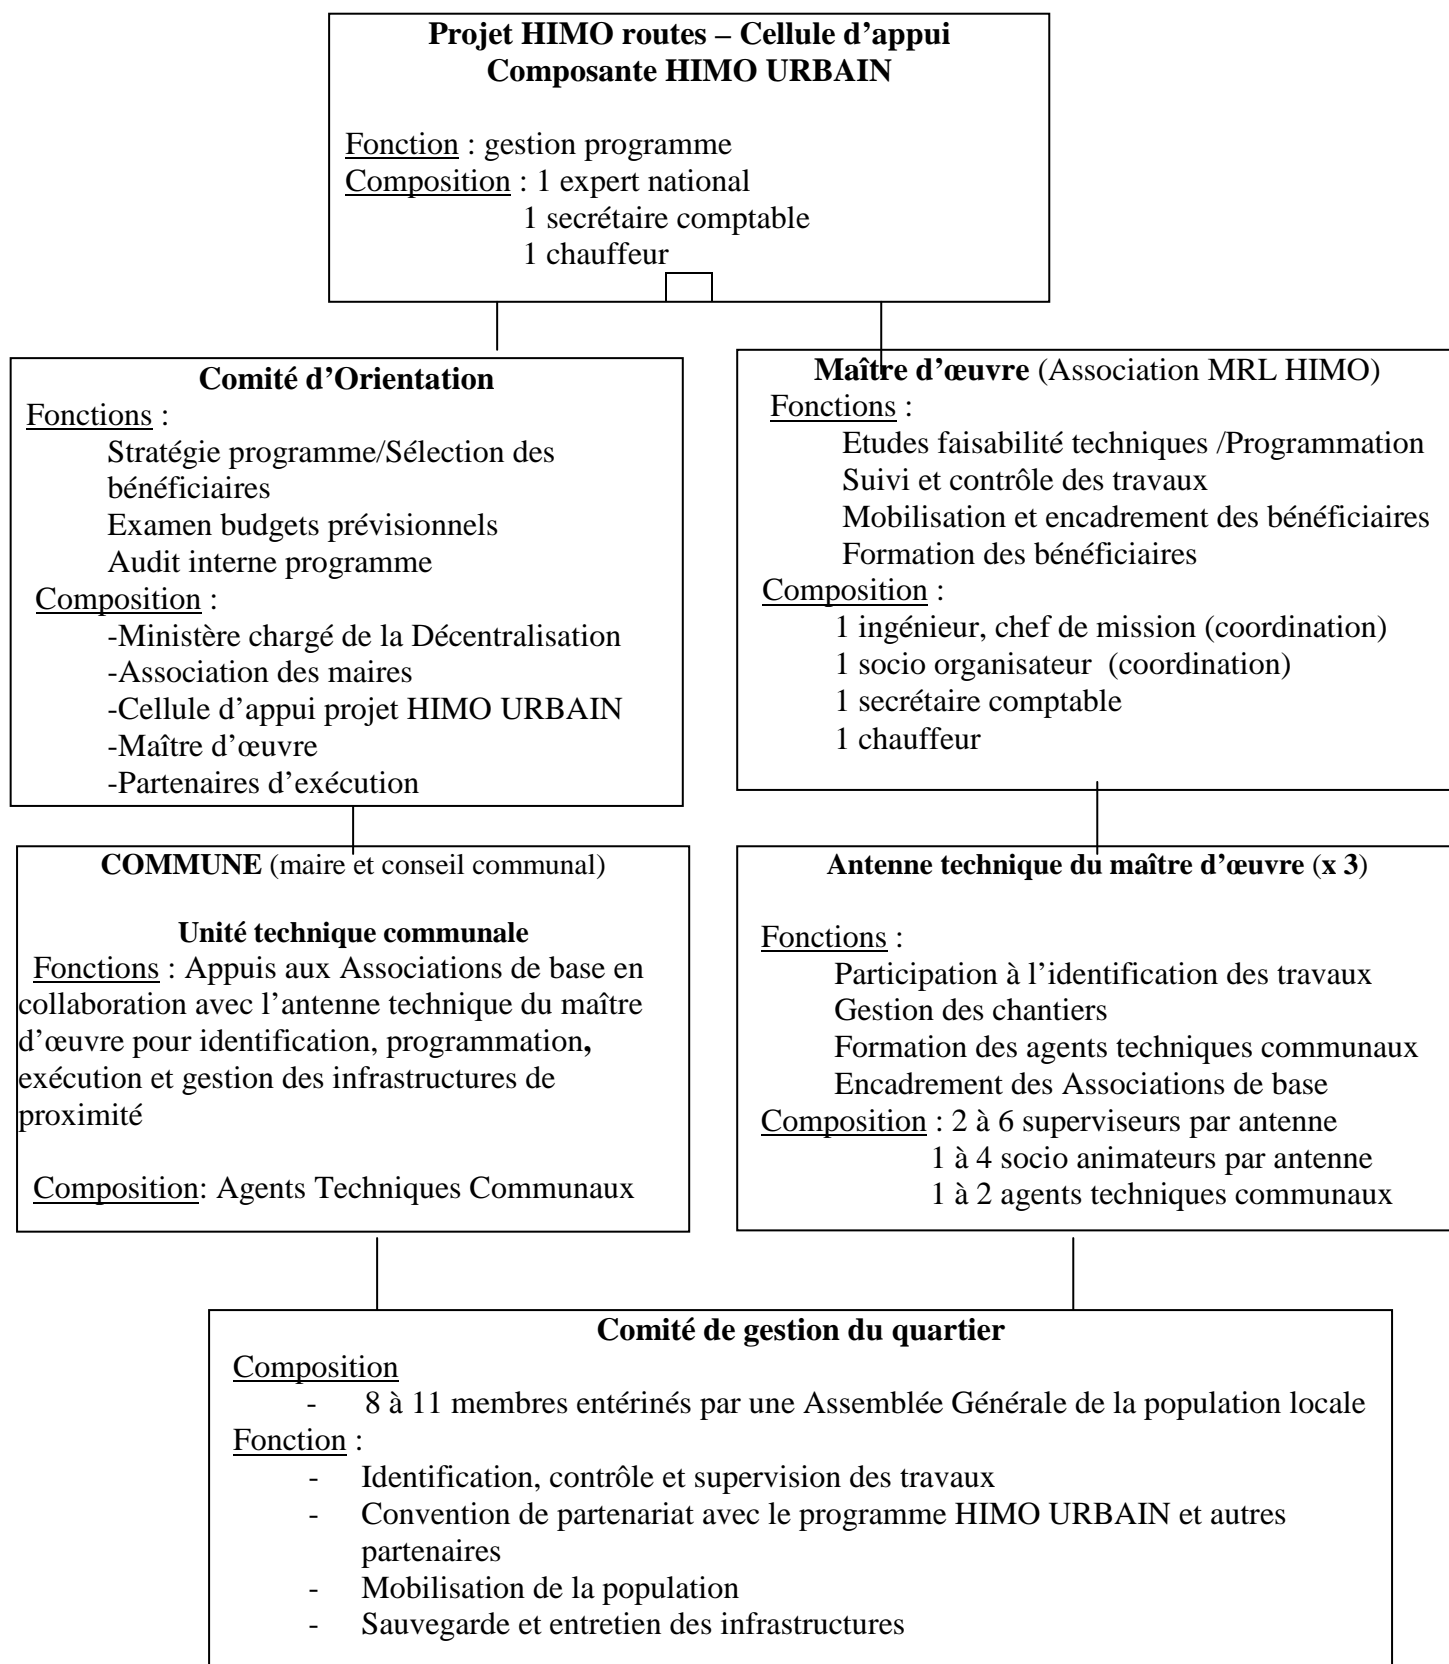 Projet HIMO routes – Cellule d’appui
Composante HIMO URBAIN
Fonction : gestion programme
Composition : 1 expert national
1 secrétaire comptable
1 chauffeur
Comité d’Orientation
Fonctions :
Stratégie programme/Sélection des
bénéficiaires
Examen budgets prévisionnels
Audit interne programme
Composition :
-Ministère chargé de la Décentralisation
-Association des maires
-Cellule d’appui projet HIMO URBAIN
-Maître d’œuvre
-Partenaires d’exécution
Maître d’œuvre (Association MRL HIMO)
Fonctions :
Etudes faisabilité techniques /Programmation
Suivi et contrôle des travaux
Mobilisation et encadrement des bénéficiaires
Formation des bénéficiaires
Composition :
1 ingénieur, chef de mission (coordination)
1 socio organisateur (coordination)
1 secrétaire comptable
1 chauffeur
COMMUNE (maire et conseil communal)
Unité technique communale
Fonctions : Appuis aux Associations de base en
collaboration avec l’antenne technique du maître
d’œuvre pour identification, programmation,
exécution et gestion des infrastructures de
proximité
Composition: Agents Techniques Communaux
Antenne technique du maître d’œuvre (x 3)
Fonctions :
Participation à l’identification des travaux
Gestion des chantiers
Formation des agents techniques communaux
Encadrement des Associations de base
Composition : 2 à 6 superviseurs par antenne
1 à 4 socio animateurs par antenne
1 à 2 agents techniques communaux
Comité de gestion du quartier
Composition
- 8 à 11 membres entérinés par une Assemblée Générale de la population locale
Fonction :
- Identification, contrôle et supervision des travaux
- Convention de partenariat avec le programme HIMO URBAIN et autres
partenaires
- Mobilisation de la population
- Sauvegarde et entretien des infrastructures